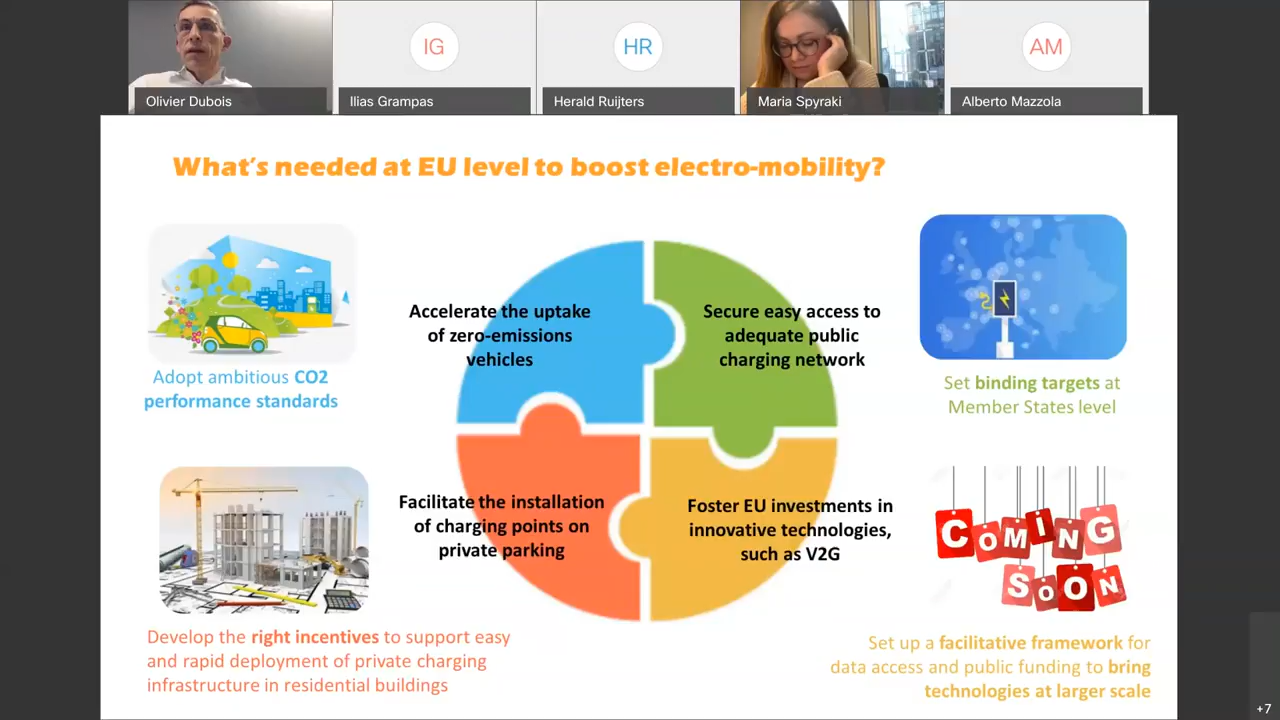 IG
HR
AM
Olivier Dubois
Ilias Grampas
Herald Ruijters
Maria Spyraki
Alberto Mazzola
What's needed at EU level to boost electro-mobility?
Accelerate the uptake
of zero-emissions
vehicles
Secure easy access to
adequate public
charging network
Adopt ambitious CO2
performance standards
Set binding targets at
Member States level
Facilitate the installation
of charging points on
private parking
Foster EU investments in
innovative technologies,
such as V2G
COMING
SOON
Develop the right incentives to support easy
and rapid deployment of private charging
infrastructure in residential buildings
Set up a facilitative framework for
data access and public funding to bring
technologies at larger scale
+7